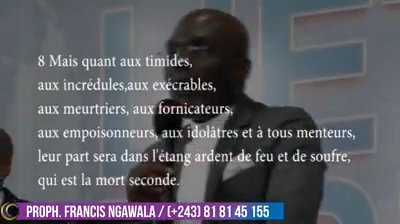 8 Mais quant aux timides,
aux incrédules,aux exécrables,
aux meurtriers, aux fornicateurs,
aux empoisonneurs, aux idolàtres et à tous menteurs,
leur part sera dans l'étang ardent de feu et de soufre,
qui est la mort seconde.
PROPH. FRANCIS NGAWALA / (+243) 81 81 45 155